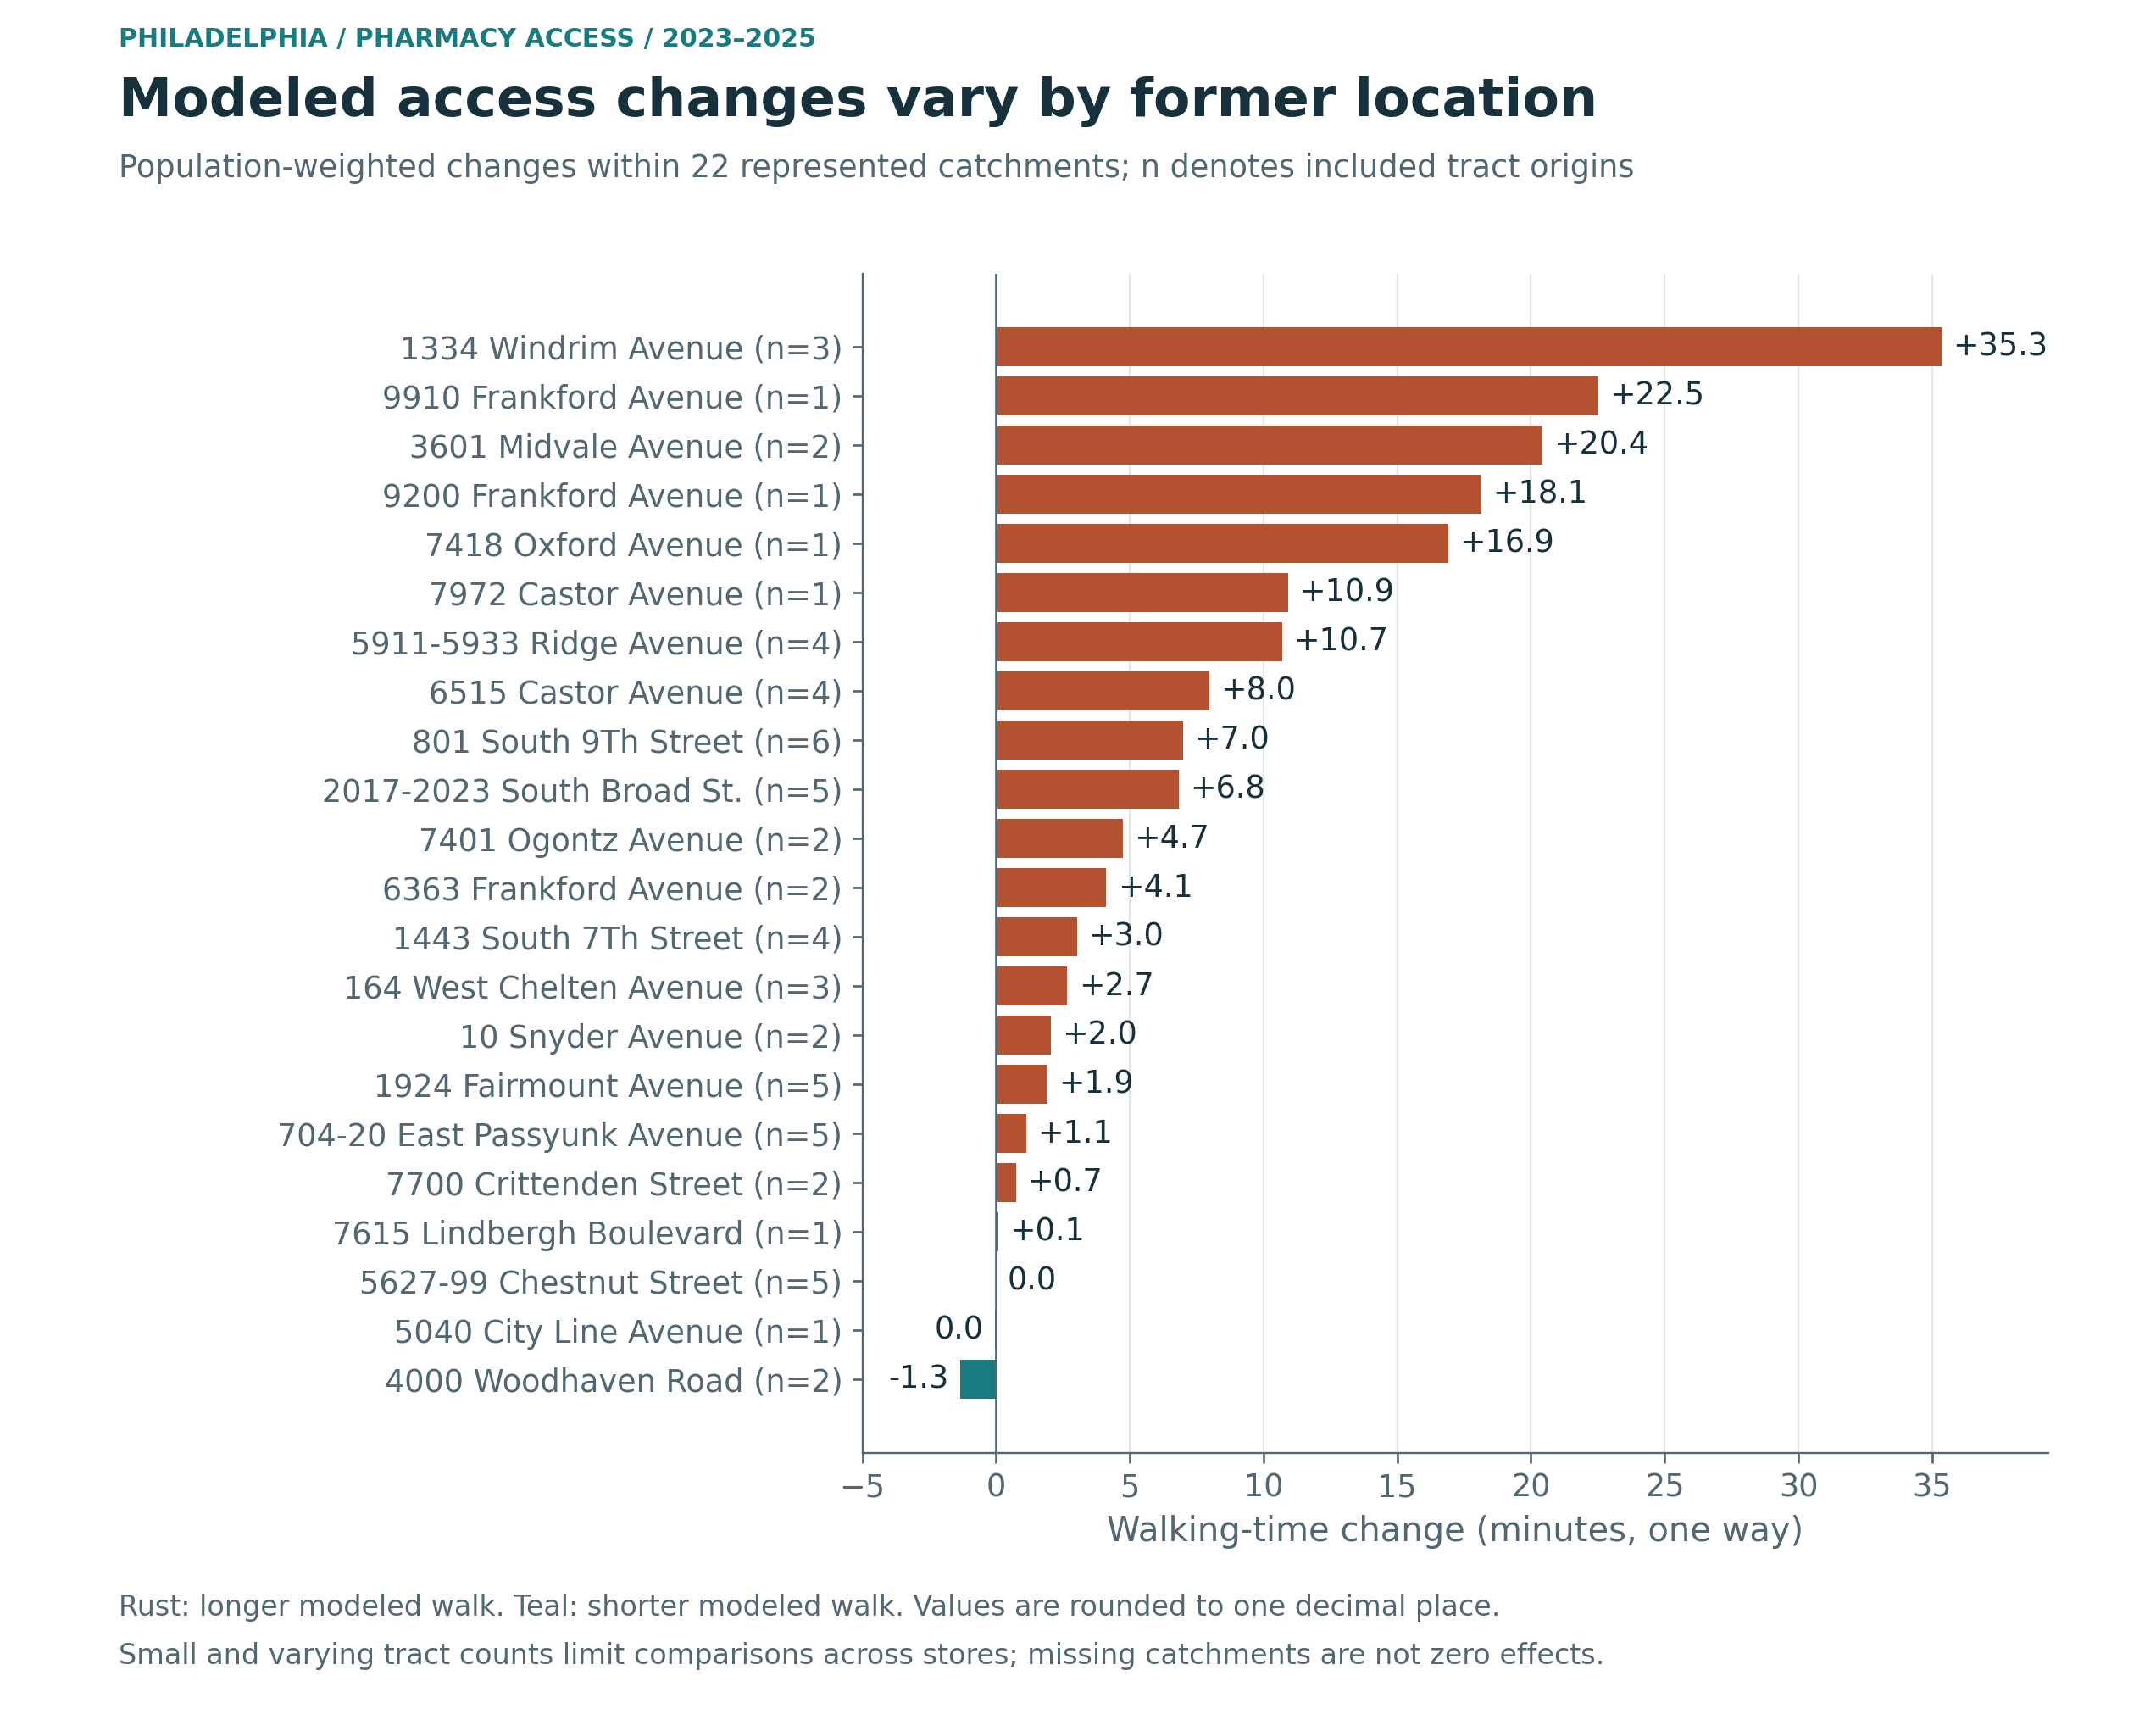 PHILADELPHIA / PHARMACY ACCESS / 2023–2025
Modeled access changes vary by former location
Population-weighted changes within 22 represented catchments; n denotes included tract origins
1334 Windrim Avenue (n=3) +35.3
9910 Frankford Avenue (n=1) +22.5
3601 Midvale Avenue (n=2) +20.4
9200 Frankford Avenue (n=1) +18.1
7418 Oxford Avenue (n=1) +16.9
7972 Castor Avenue (n=1) +10.9
5911-5933 Ridge Avenue (n=4) +10.7
6515 Castor Avenue (n=4) +8.0
801 South 9Th Street (n=6) +7.0
2017-2023 South Broad St. (n=5) +6.8
7401 Ogontz Avenue (n=2) +4.7
6363 Frankford Avenue (n=2) +4.1
1443 South 7Th Street (n=4) +3.0
164 West Chelten Avenue (n=3) +2.7
10 Snyder Avenue (n=2) +2.0
1924 Fairmount Avenue (n=5) +1.9
704-20 East Passyunk Avenue (n=5) +1.1
7700 Crittenden Street (n=2) +0.7
7615 Lindbergh Boulevard (n=1) +0.1
5627-99 Chestnut Street (n=5) 0.0
5040 City Line Avenue (n=1) 0.0
4000 Woodhaven Road (n=2) -1.3
−5 0 5 10 15 20 25 30 35
Walking-time change (minutes, one way)
Rust: longer modeled walk. Teal: shorter modeled walk. Values are rounded to one decimal place.
Small and varying tract counts limit comparisons across stores; missing catchments are not zero effects.